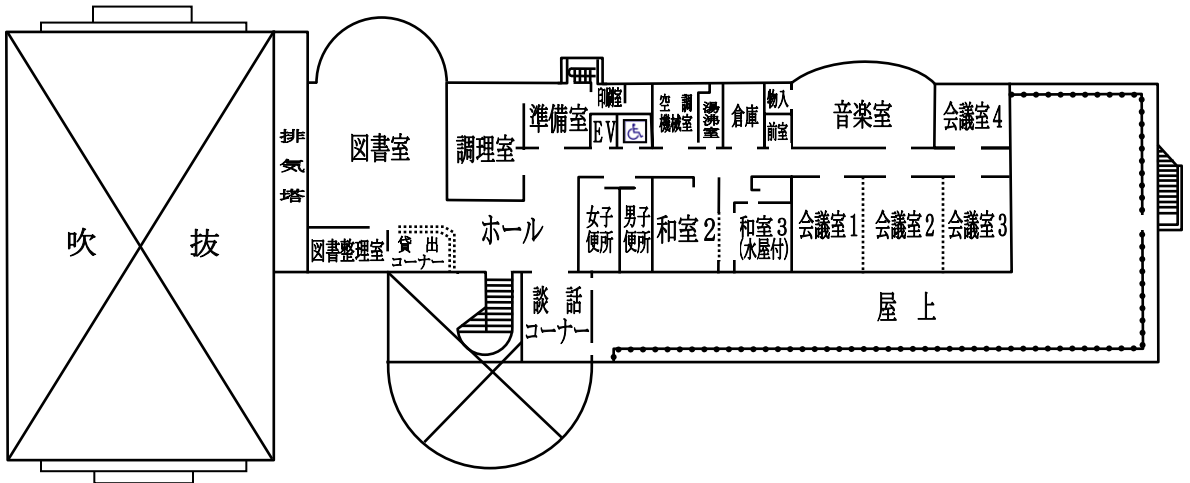 吹 抜
排気塔
図書室
図書整理室
貸 出
コーナー
調理室
準備室
印刷室
EV
ホール
女子
便所
男子
便所
談 話
コーナー
空調
機械室
湯沸室
倉庫
物入
前室
音楽室
会議室4
和室2
和室3
(水屋付)
会議室1
会議室2
会議室3
屋 上